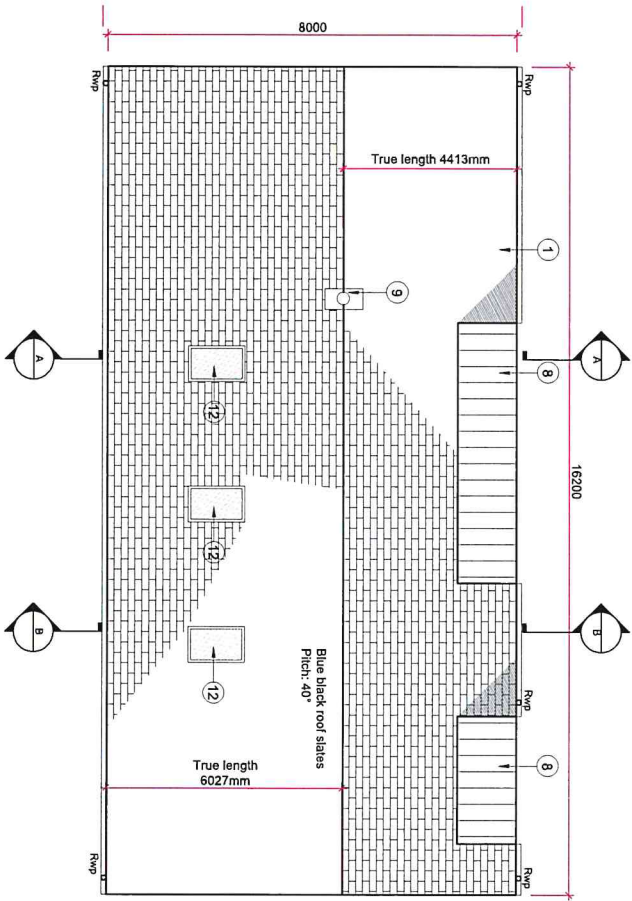 8000
Rwp
Rwp
True length 4413mm
1
9
A
12
A
8
16200
12
Blue black roof slates
Pitch: 40°
B
12
B
Rwp
8
True length
6027mm
Rwp
Rwp